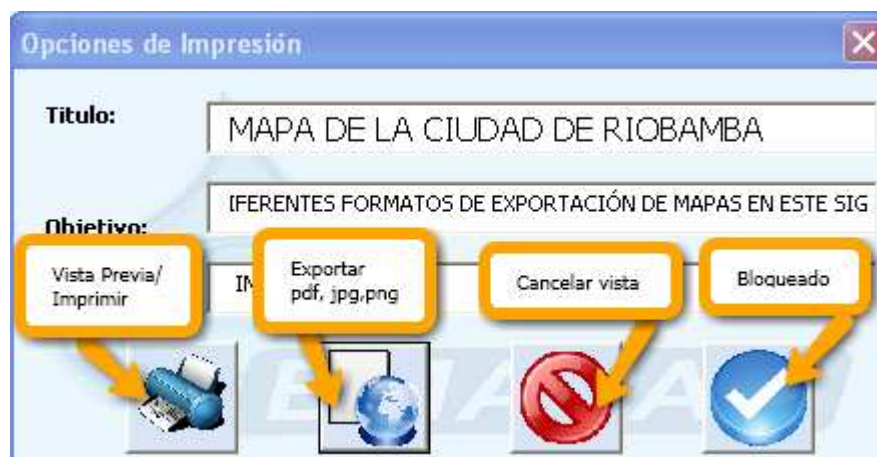 Opciones de Impresión
Titulo:
MAPA DE LA CIUDAD DE RIOBAMBA
IFERENTES FORMATOS DE EXPORTACIÓN DE MAPAS EN ESTE SIG
Objetivo:
Vista Previa/
Imprimir
Exportar
pdf, jpg,png
Cancelar vista
Bloqueado